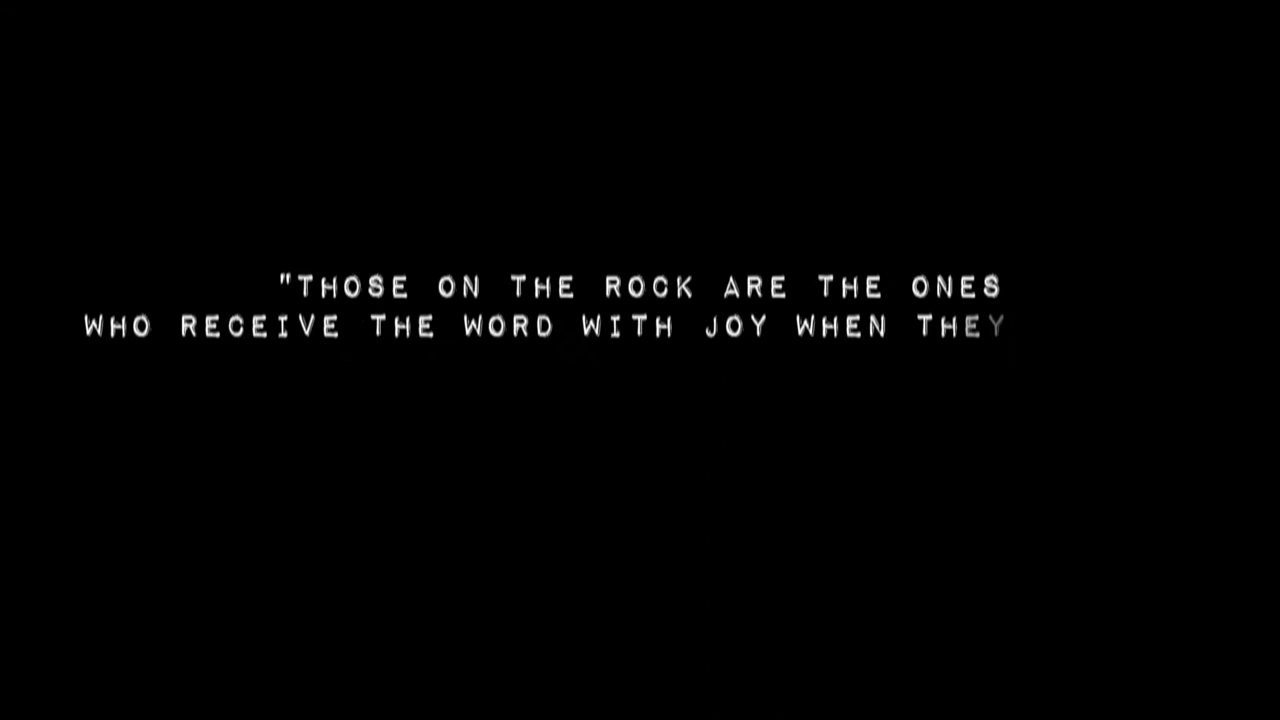 "THOSE ON THE ROCK ARE THE ONES
WHO RECEIVE THE WORD WITH JOY WHEN THEY